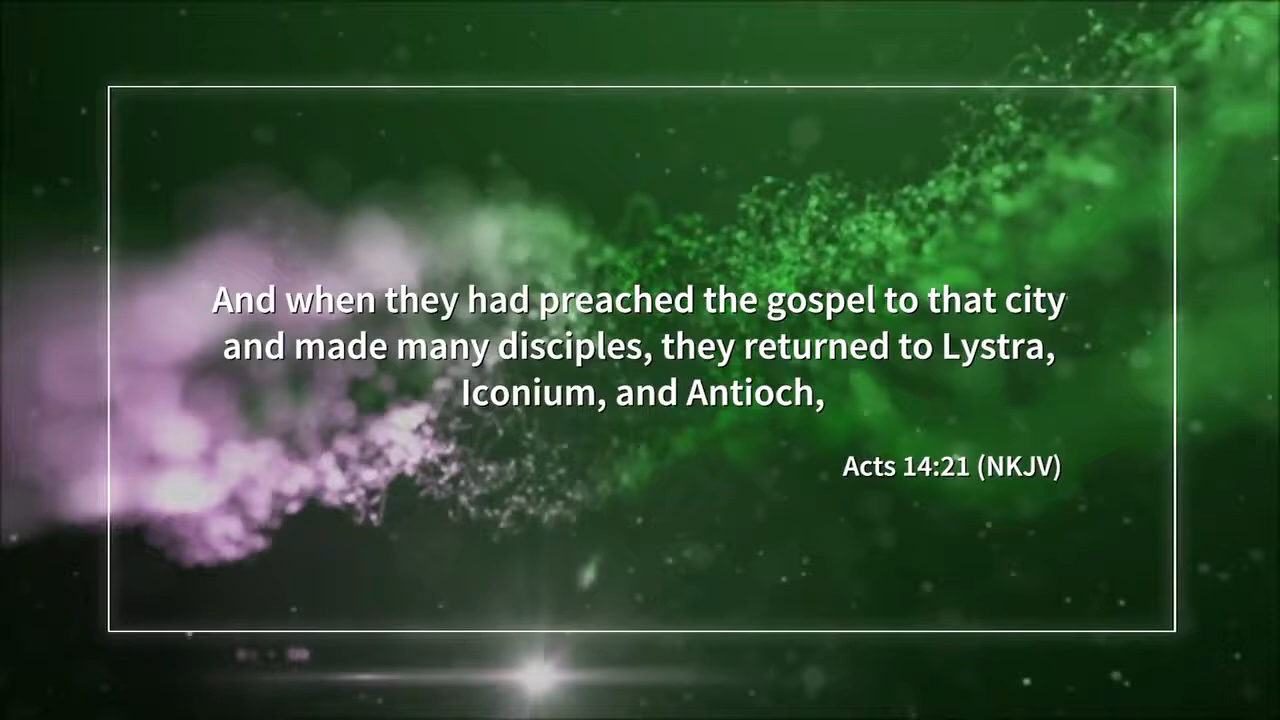 And when they had preached the gospel to that city
and made many disciples, they returned to Lystra,
Iconium, and Antioch,
Acts 14:21 (NKJV)